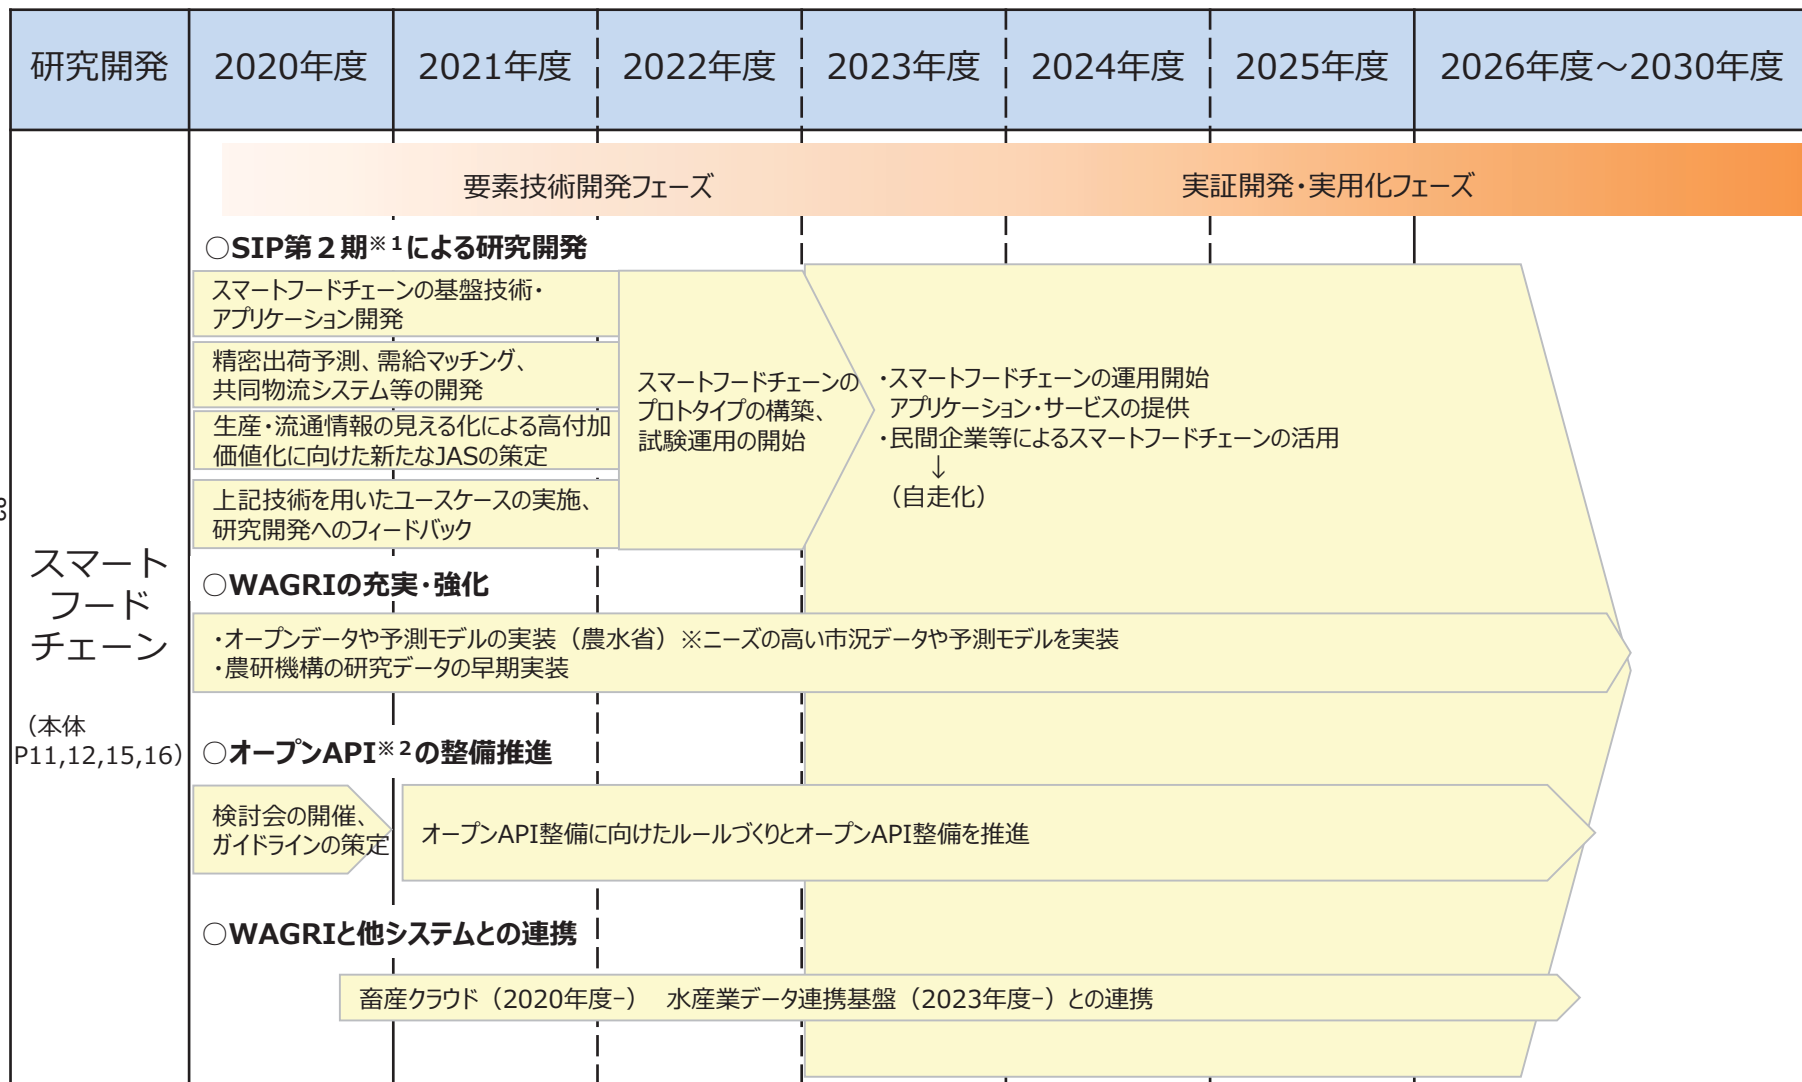 研究開発
2020年度
2021年度
2022年度
2023年度
2024年度
2025年度
2026年度～2030年度
要素技術開発フェーズ
実証開発・実用化フェーズ
スマート
フード
チェーン
（本体
P11,12,15,16）
○SIP第２期※1による研究開発
スマートフードチェーンの基盤技術・
アプリケーション開発
精密出荷予測、需給マッチング、
共同物流システム等の開発
生産・流通情報の見える化による高付加
価値化に向けた新たなJASの策定
上記技術を用いたユースケースの実施、
研究開発へのフィードバック
スマートフードチェーンの
プロトタイプの構築、
試験運用の開始
・スマートフードチェーンの運用開始
アプリケーション・サービスの提供
・民間企業等によるスマートフードチェーンの活用
↓
（自走化）
○WAGRIの充実・強化
・オープンデータや予測モデルの実装（農水省）※ニーズの高い市況データや予測モデルを実装
・農研機構の研究データの早期実装
○オープンAPI※2の整備推進
検討会の開催、
ガイドラインの策定
オープンAPI整備に向けたルールづくりとオープンAPI整備を推進
○WAGRIと他システムとの連携
畜産クラウド（2020年度−）　水産業データ連携基盤（2023年度−）との連携